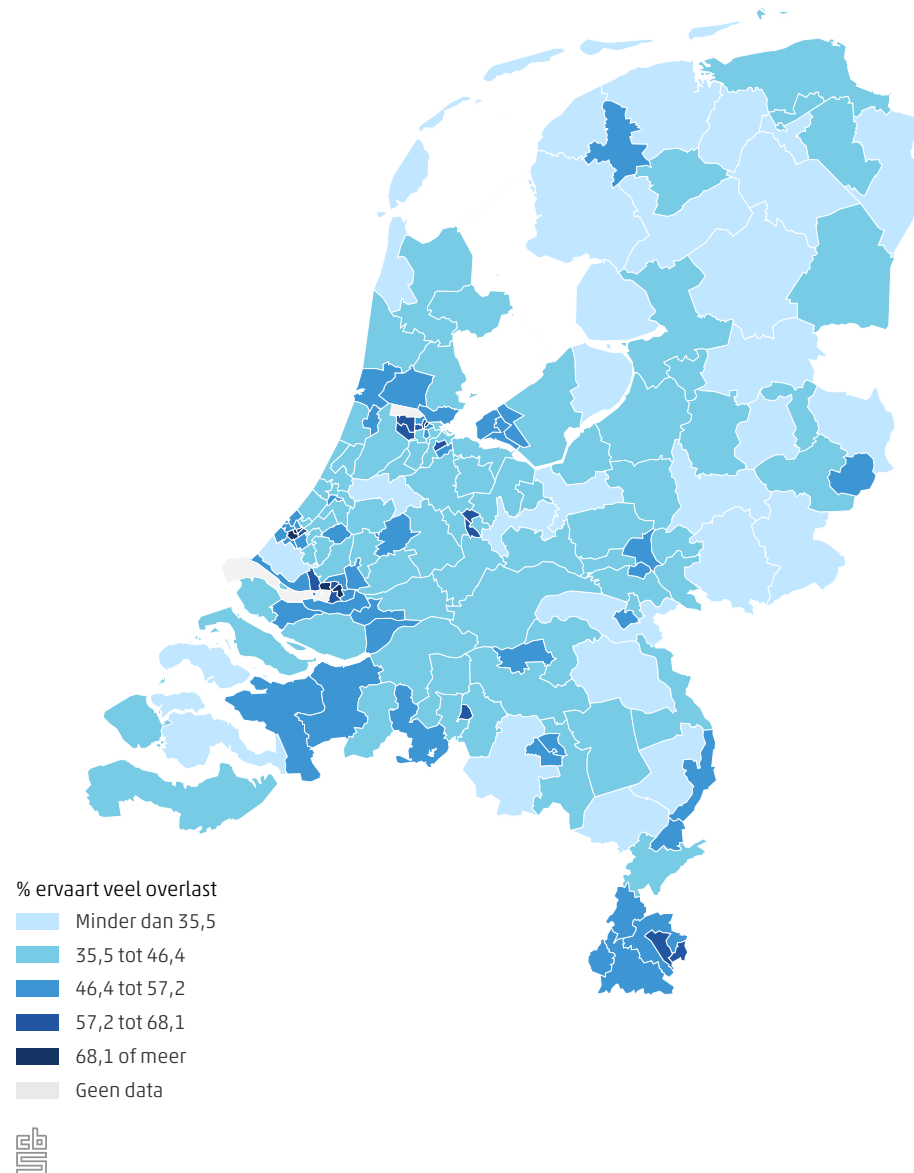 % ervaart veel overlast
Minder dan 35,5
35,5 tot 46,4
46,4 tot 57,2
57,2 tot 68,1
68,1 of meer
Geen data